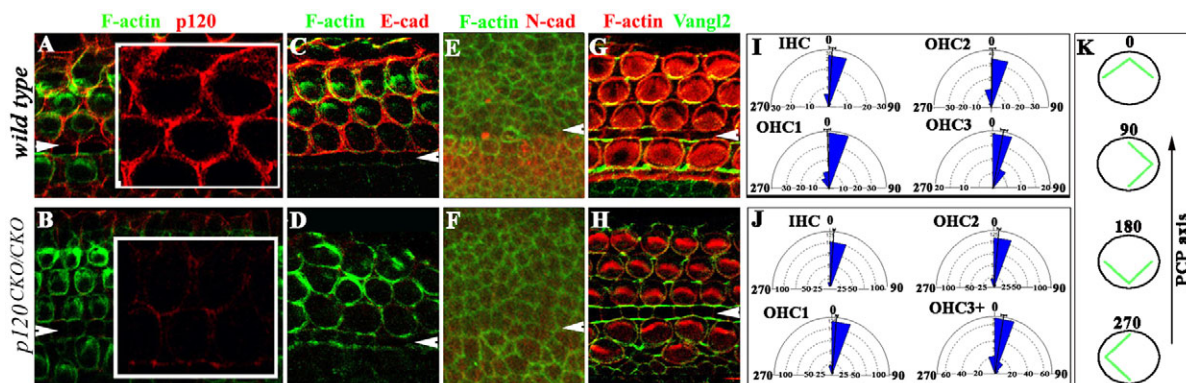 F-actin p120
F-actin E-cad
F-actin N-cad
F-actin Vangl2
wild type
p120CKO/CKO
A
C
E
G
I
K
B
D
F
H
J
IHC
0
270
30 20 10 10 20 30
90
OHC2
0
270
30 20 10 10 20 30
90
OHC1
0
270
30 20 10 10 20 30
90
OHC3
0
270
20 10 10 20
90
IHC
0
270
100 50 25 25 50 100
90
OHC2
0
270
100 50 25 25 50 100
90
OHC1
0
270
100 50 25 25 50 100
90
OHC3+
0
270
60 40 20 20 40 60
90
0
90
180
270
PCP axis